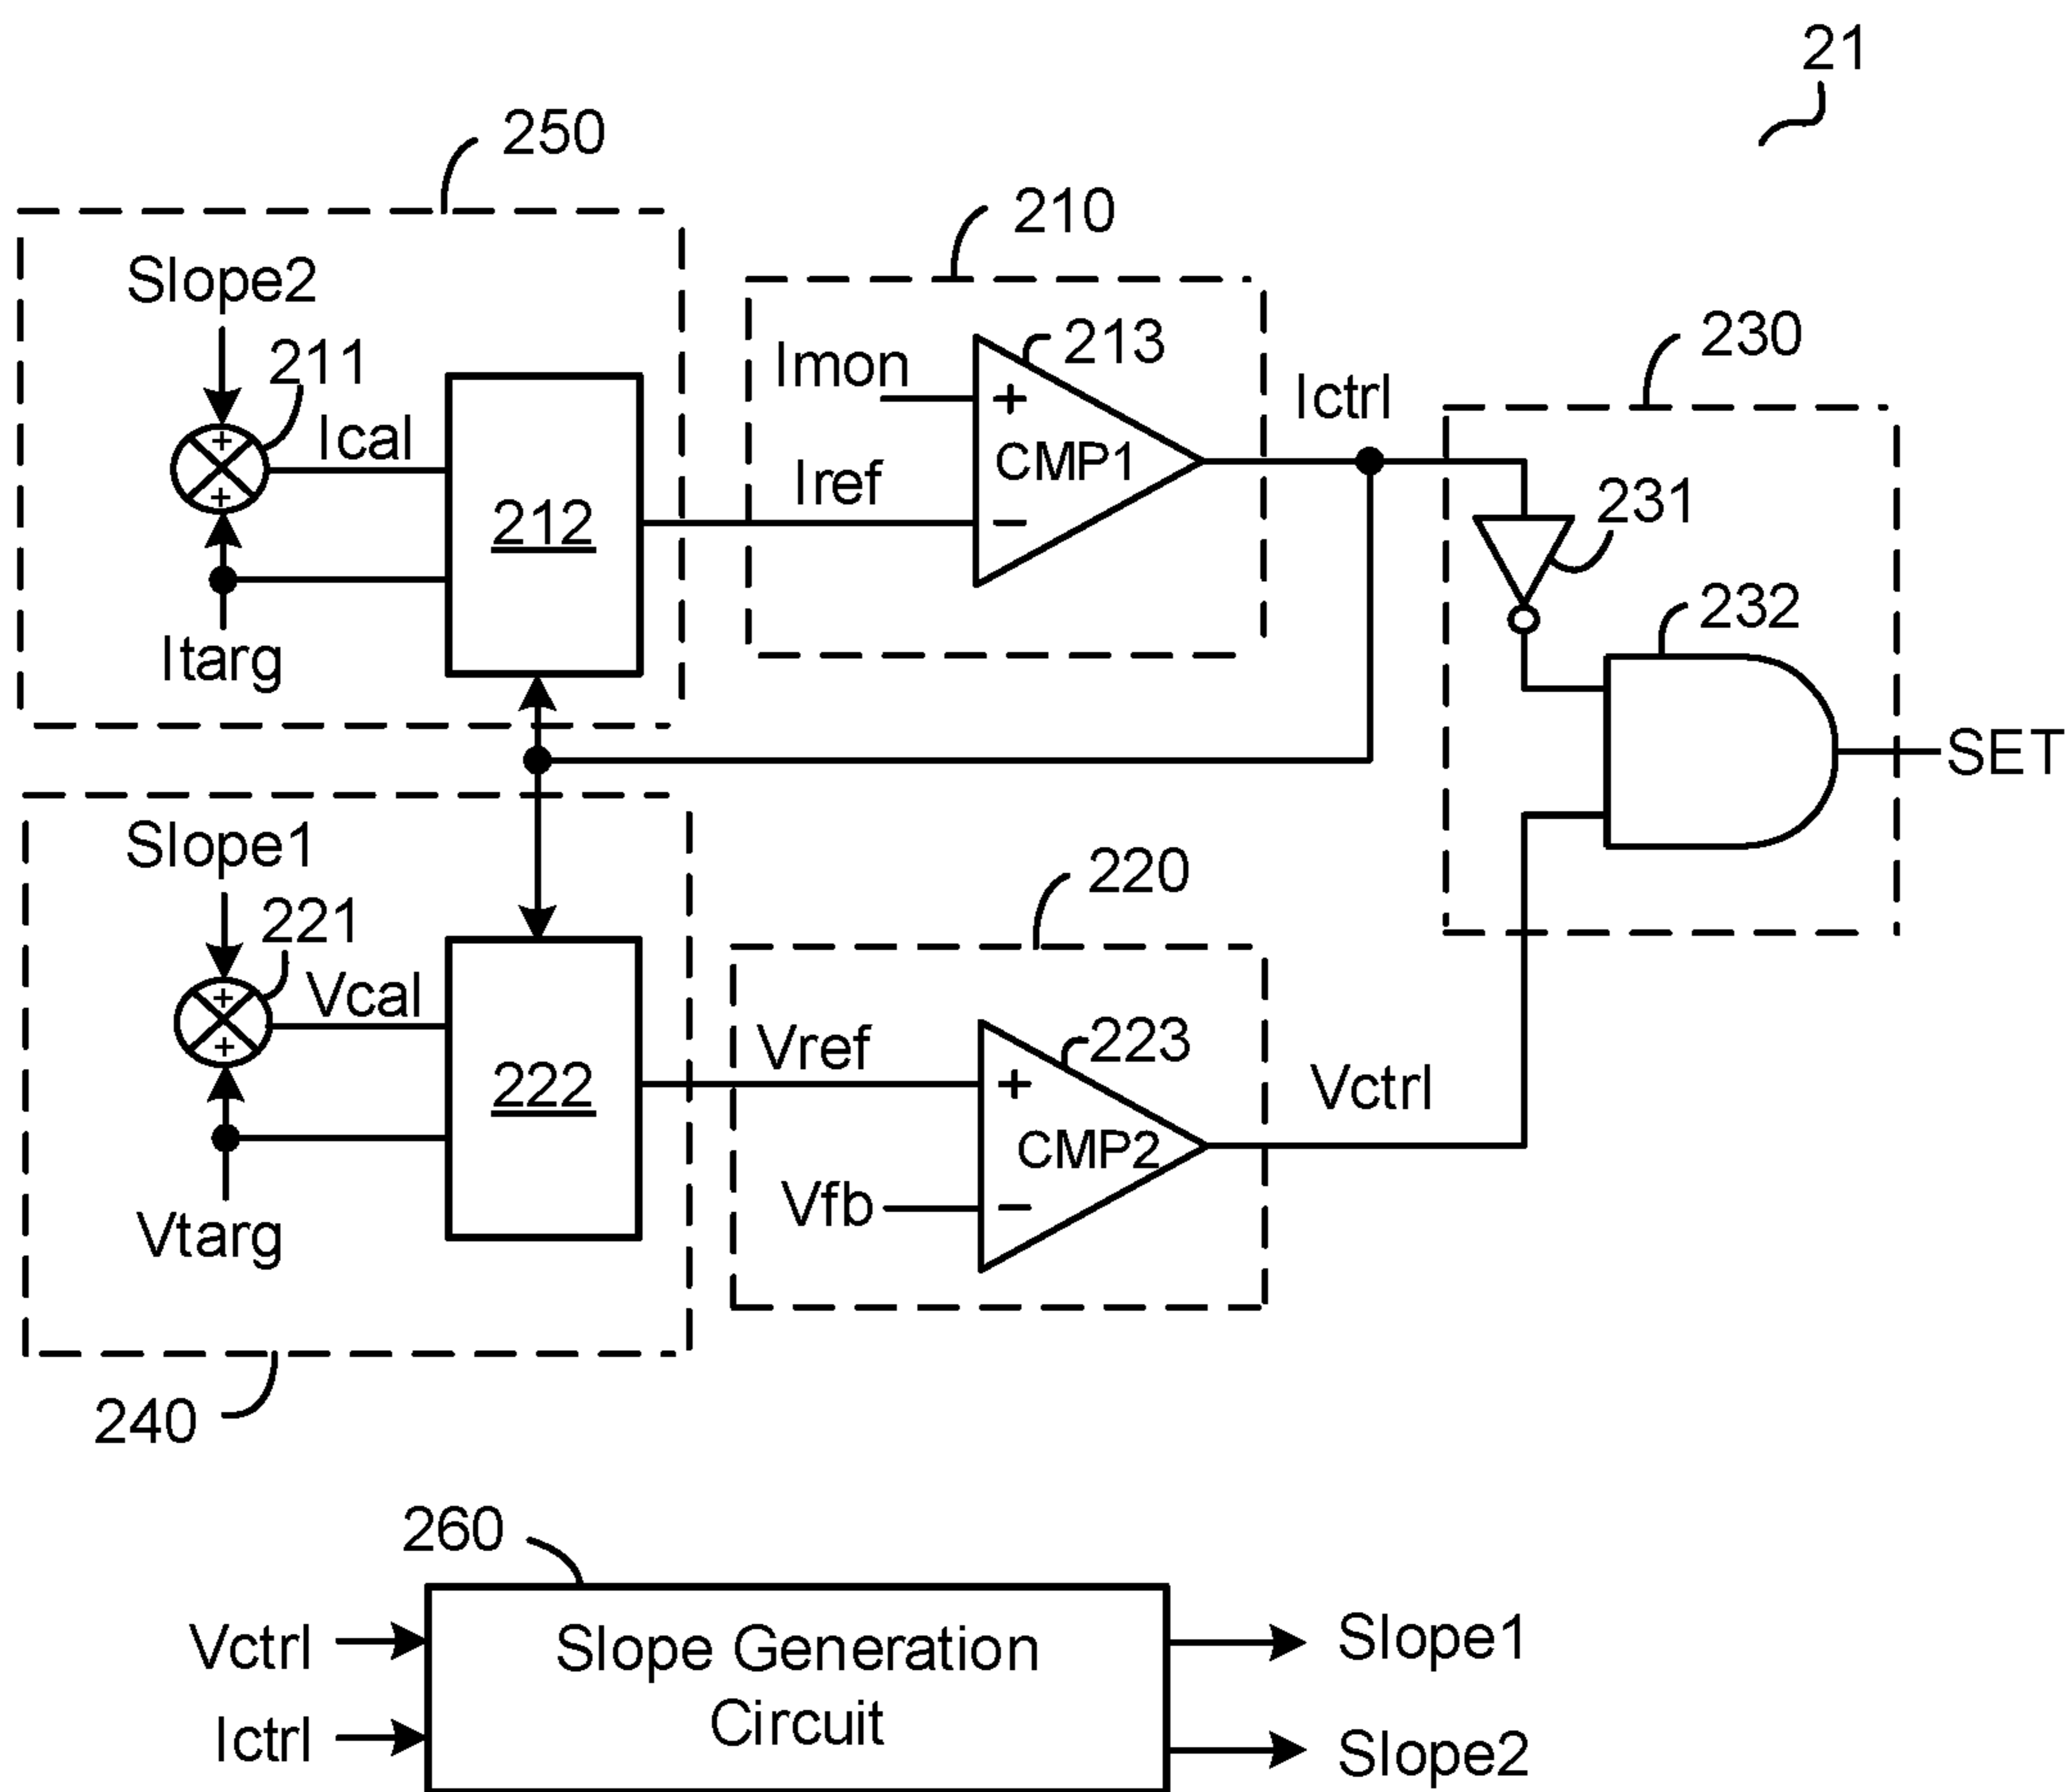 21
250
210
Slope2
211
Ical
212
Itarg
Imon
+
213
CMP1
Iref
−
Ictrl
230
231
232
SET
+
+
Slope1
221
Vcal
222
Vtarg
+
+
220
Vref
+
223
CMP2
Vfb
−
Vctrl
240
260
Vctrl
Ictrl
Slope Generation
Circuit
Slope1
Slope2